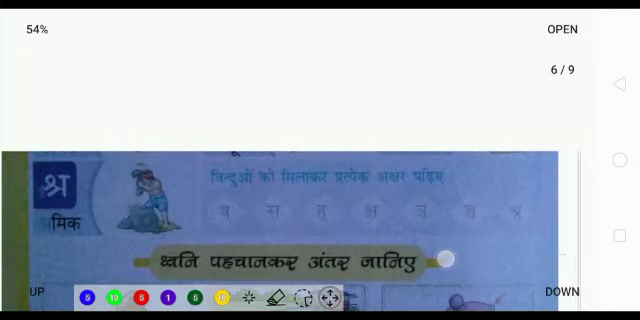 54%
OPEN
6 / 9
श्र
बिन्दुओं को मिलाकर प्रत्येक अक्षर पढ़िए
ष स ह क्ष त्र ज्ञ श्र
श्रमिक
ध्वनि पहचानकर अंतर जानिए
UP
5 10 5 1 5 10
DOWN